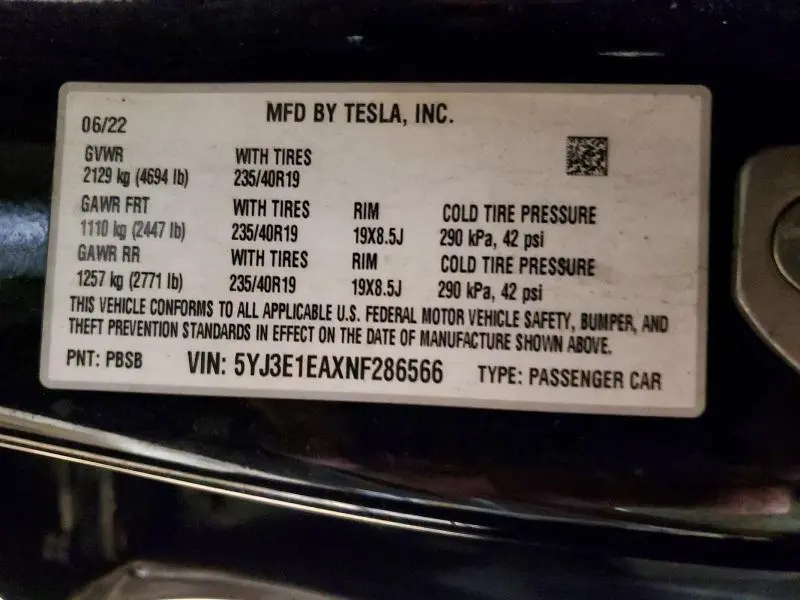 06/22 MFD BY TESLA, INC.
GVWR WITH TIRES
2129 kg (4694 lb) 235/40R19
GAWR FRT WITH TIRES RIM COLD TIRE PRESSURE
1110 kg (2447 lb) 235/40R19 19X8.5J 290 kPa, 42 psi
GAWR RR WITH TIRES RIM COLD TIRE PRESSURE
1257 kg (2771 lb) 235/40R19 19X8.5J 290 kPa, 42 psi
THIS VEHICLE CONFORMS TO ALL APPLICABLE U.S. FEDERAL MOTOR VEHICLE SAFETY, BUMPER, AND
THEFT PREVENTION STANDARDS IN EFFECT ON THE DATE OF MANUFACTURE SHOWN ABOVE.
PNT: PBSB VIN: 5YJ3E1EAXNF286566 TYPE: PASSENGER CAR